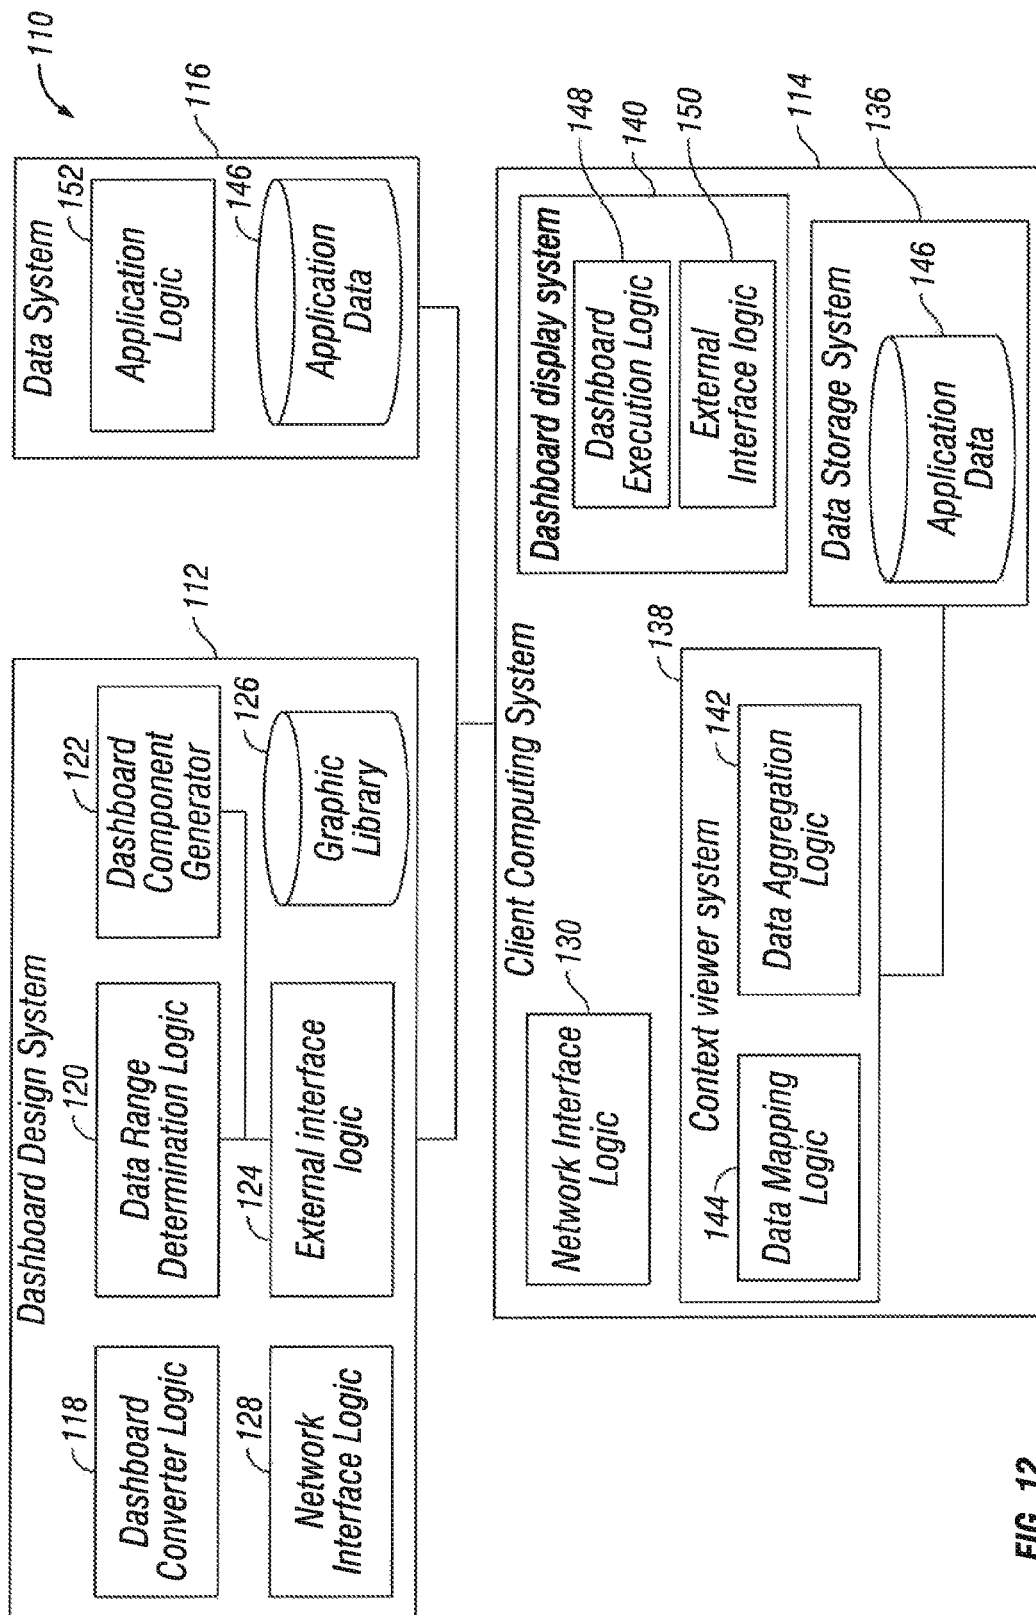 110
Dashboard Design System
112
118
Dashboard
Converter Logic
120
Data Range
Determination Logic
122
Dashboard
Component
Generator
128
Network
Interface Logic
124
External interface
logic
126
Graphic
Library
Data System
116
152
Application
Logic
146
Application
Data
Client Computing System
130
Network Interface
Logic
138
Context viewer system
144
Data Mapping
Logic
142
Data Aggregation
Logic
Dashboard display system
Dashboard
Execution Logic
148
140
External
Interface logic
150
114
136
Data Storage System
146
Application
Data
FIG. 12